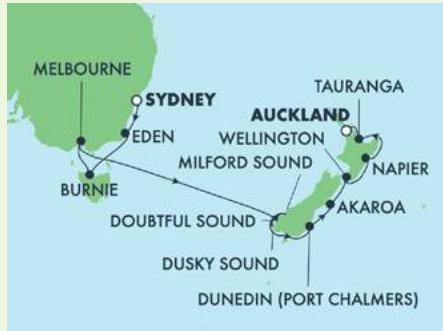 MELBOURNE
SYDNEY
EDEN
BURNIE
TAURANGA
AUCKLAND
WELLINGTON
MILFORD SOUND
NAPIER
AKAROA
DOUBTFUL SOUND
DUSKY SOUND
DUNEDIN (PORT CHALMERS)